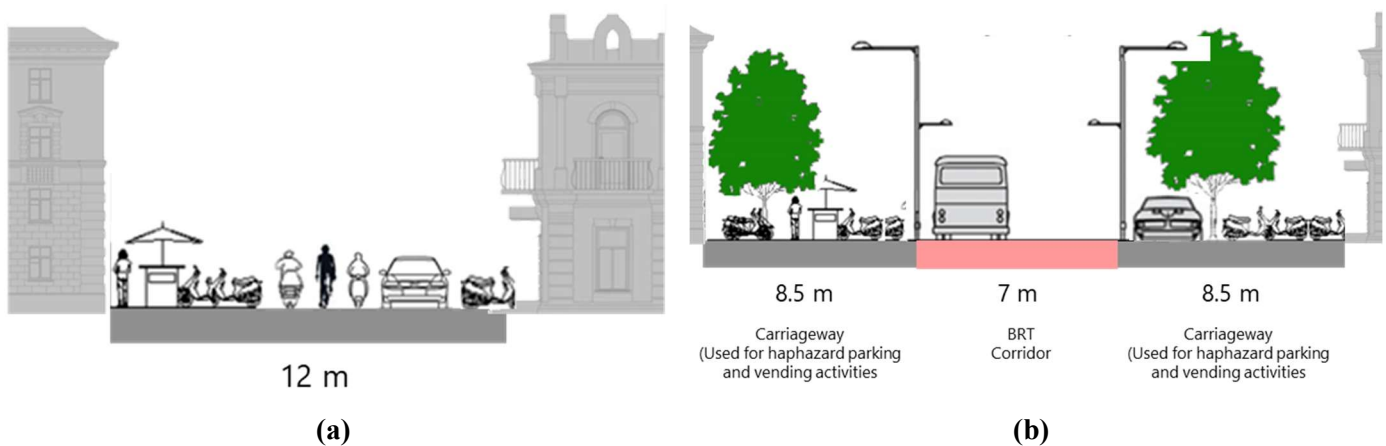 12 m
(a)
8.5 m
7 m
8.5 m
Carriageway
(Used for haphazard parking
and vending activities
BRT
Corridor
Carriageway
(Used for haphazard parking
and vending activities
(b)